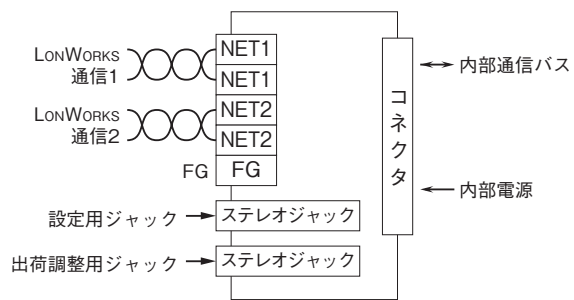 LONWORKS
通信1
NET1
NET1
LONWORKS
通信2
NET2
NET2
FG
FG
設定用ジャック
ステレオジャック
出荷調整用ジャック
ステレオジャック
コネクタ
内部通信バス
内部電源